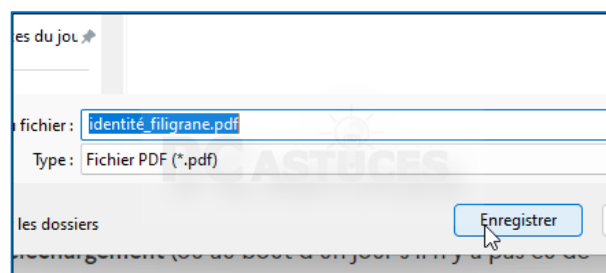 es du jou
fichier : identité_filigrane.pdf
Type : Fichier PDF (*.pdf)
PC ASTUCES
les dossiers
Enregistrer
échargement (ou au bout d'un jour s'il n'y a pas eu de